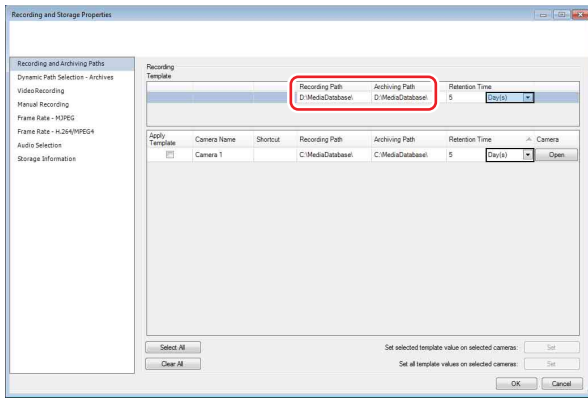 Recording and Storage Properties
Recording and Archiving Paths
Dynamic Path Selection - Archives
Video Recording
Manual Recording
Frame Rate - MJPEG
Frame Rate - H.264/MPEG4
Audio Selection
Storage Information
Recording
Template
Recording Path Archiving Path Retention Time
D:\MediaDatabase\ D:\MediaDatabase\ 5 Day(s)
Apply Template Camera Name Shortcut Recording Path Archiving Path Retention Time Camera
Camera 1 C:\MediaDatabase\ C:\MediaDatabase\ 5 Day(s) Open
Select All Set selected template value on selected cameras: Set
Clear All Set all template values on selected cameras: Set
OK Cancel